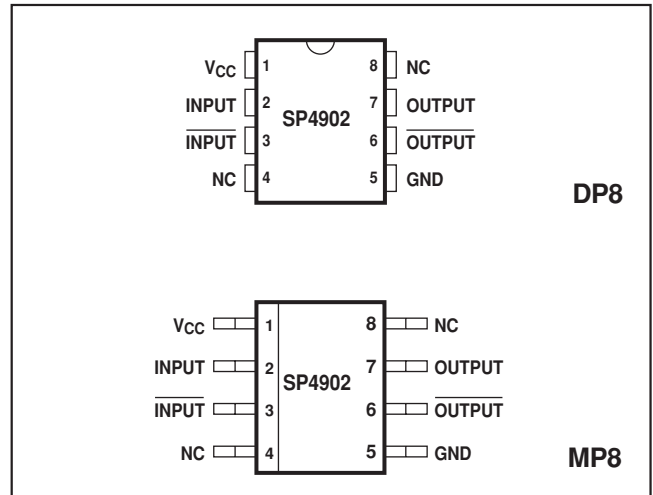 VCC 1 8 NC
INPUT 2 7 OUTPUT
SP4902
INPUT 3 6 OUTPUT
NC 4 5 GND
DP8
VCC 1 8 NC
INPUT 2 7 OUTPUT
SP4902
INPUT 3 6 OUTPUT
NC 4 5 GND
MP8